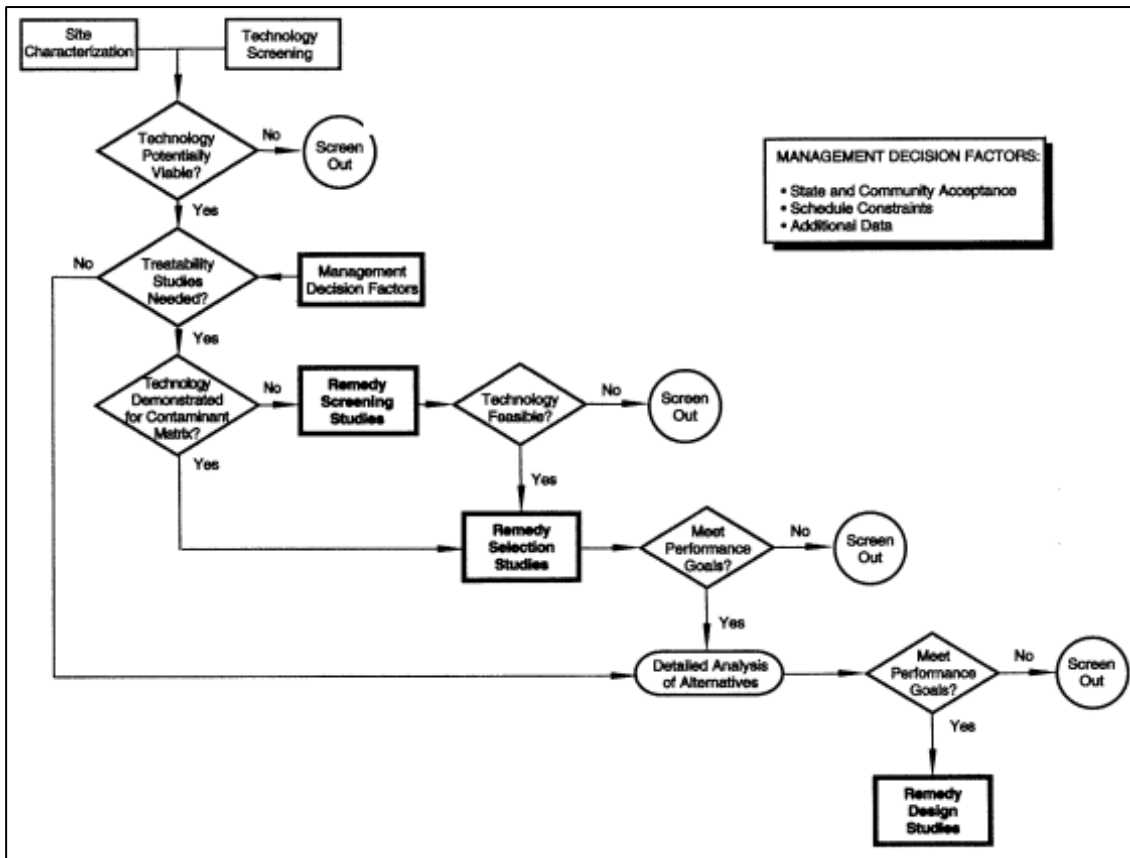 Site
Characterization
Technology
Screening
Technology
Potentially
Viable?
No
Screen
Out
Yes
MANAGEMENT DECISION FACTORS:
• State and Community Acceptance
• Schedule Constraints
• Additional Data
No
Treatability
Studies
Needed?
Management
Decision Factors
Yes
Technology
Demonstrated
for Contaminant
Matrix?
No
Remedy
Screening
Studies
Technology
Feasible?
No
Screen
Out
Yes
Yes
Remedy
Selection
Studies
Meet
Performance
Goals?
No
Screen
Out
Yes
Detailed Analysis
of Alternatives
Meet
Performance
Goals?
No
Screen
Out
Yes
Remedy
Design
Studies